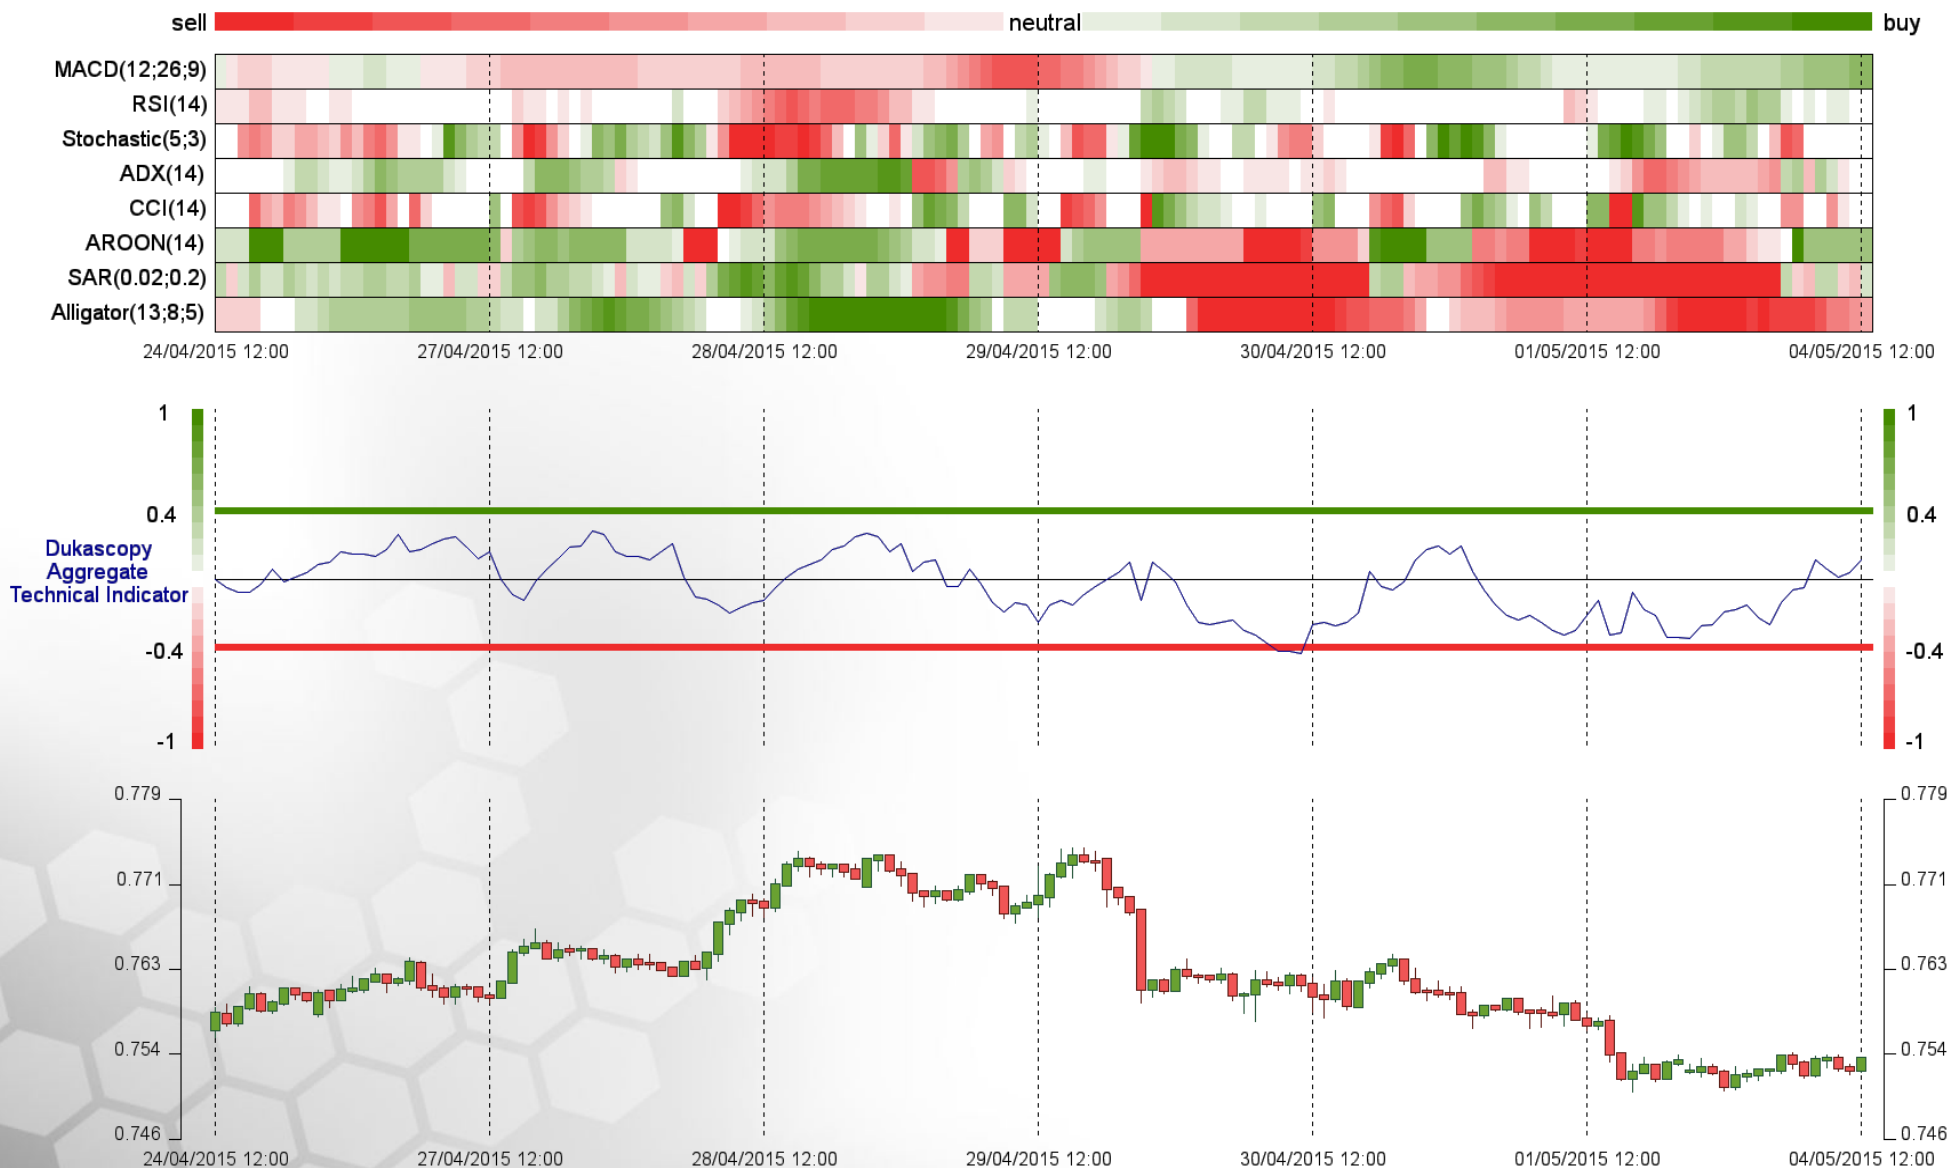 sell neutral buy
MACD(12;26;9)
RSI(14)
Stochastic(5;3)
ADX(14)
CCI(14)
AROON(14)
SAR(0.02;0.2)
Alligator(13;8;5)
24/04/2015 12:00 27/04/2015 12:00 28/04/2015 12:00 29/04/2015 12:00 30/04/2015 12:00 01/05/2015 12:00 04/05/2015 12:00
1 1
0.4 0.4
Dukascopy
Aggregate
Technical Indicator
-0.4 -0.4
-1 -1
0.779 0.779
0.771 0.771
0.763 0.763
0.754 0.754
0.746 0.746
24/04/2015 12:00 27/04/2015 12:00 28/04/2015 12:00 29/04/2015 12:00 30/04/2015 12:00 01/05/2015 12:00 04/05/2015 12:00